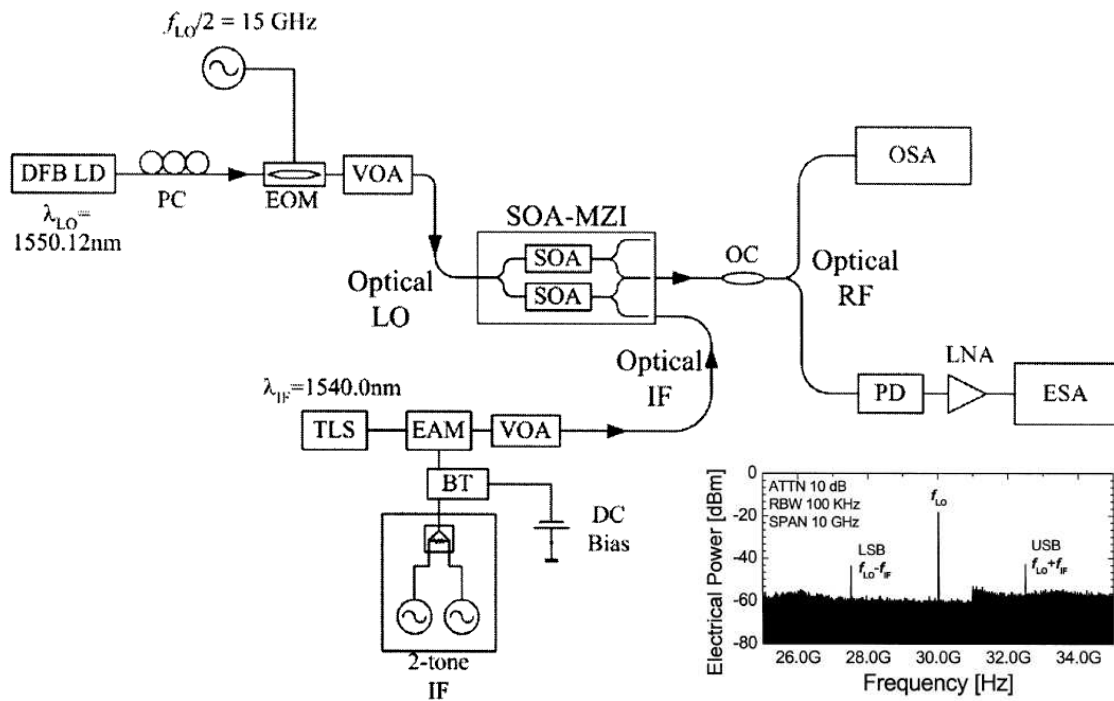 f_LO/2 = 15 GHz
DFB LD
PC
EOM
VOA
λ_LO=
1550.12nm
Optical
LO
SOA-MZI
SOA
SOA
OC
OSA
Optical
RF
LNA
PD
ESA
Optical
IF
λ_IF=1540.0nm
TLS
EAM
VOA
BT
DC
Bias
2-tone
IF
ATTN 10 dB
RBW 100 KHz
SPAN 10 GHz
f_LO
LSB
f_LO-f_IF
USB
f_LO+f_IF
Electrical Power [dBm]
0
-20
-40
-60
-80
26.0G 28.0G 30.0G 32.0G 34.0G
Frequency [Hz]